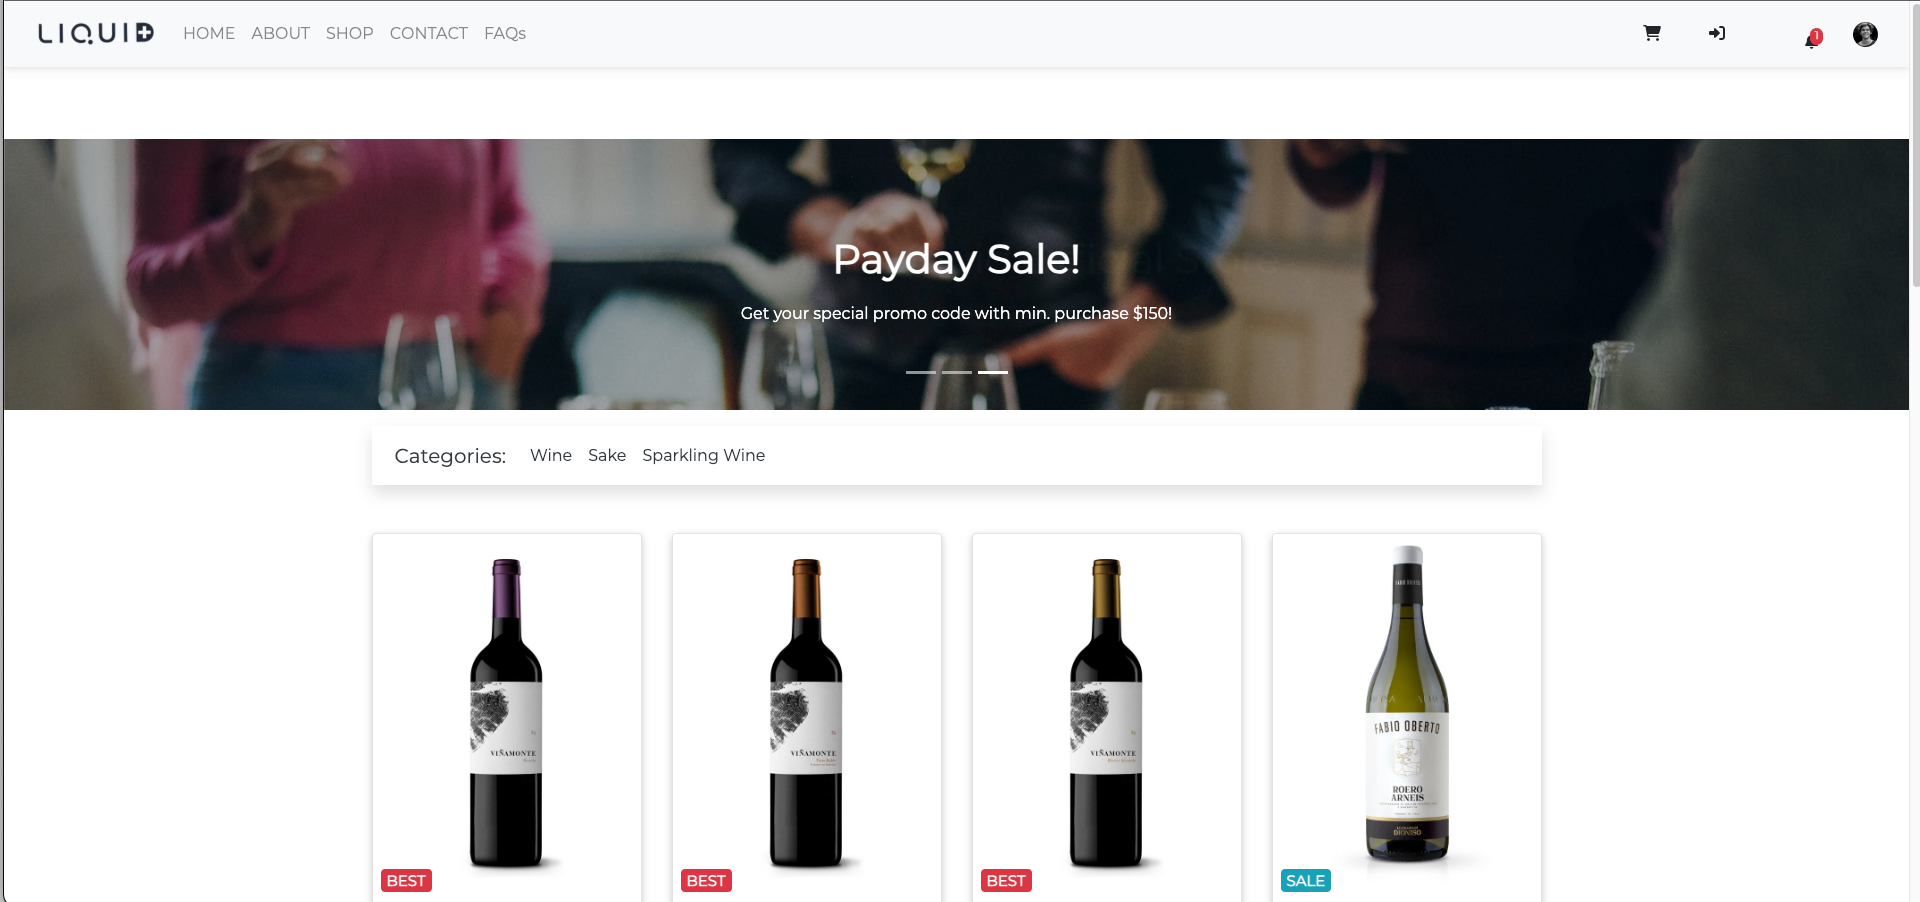 LIQUID
HOME ABOUT SHOP CONTACT FAQs
1
Payday Sale!
Get your special promo code with min. purchase $150!
Categories: Wine Sake Sparkling Wine
VIÑAMONTE
VIÑAMONTE
VIÑAMONTE
FABIO OBERTO
ROERO
ARNEIS
DIONISO
BEST
BEST
BEST
SALE